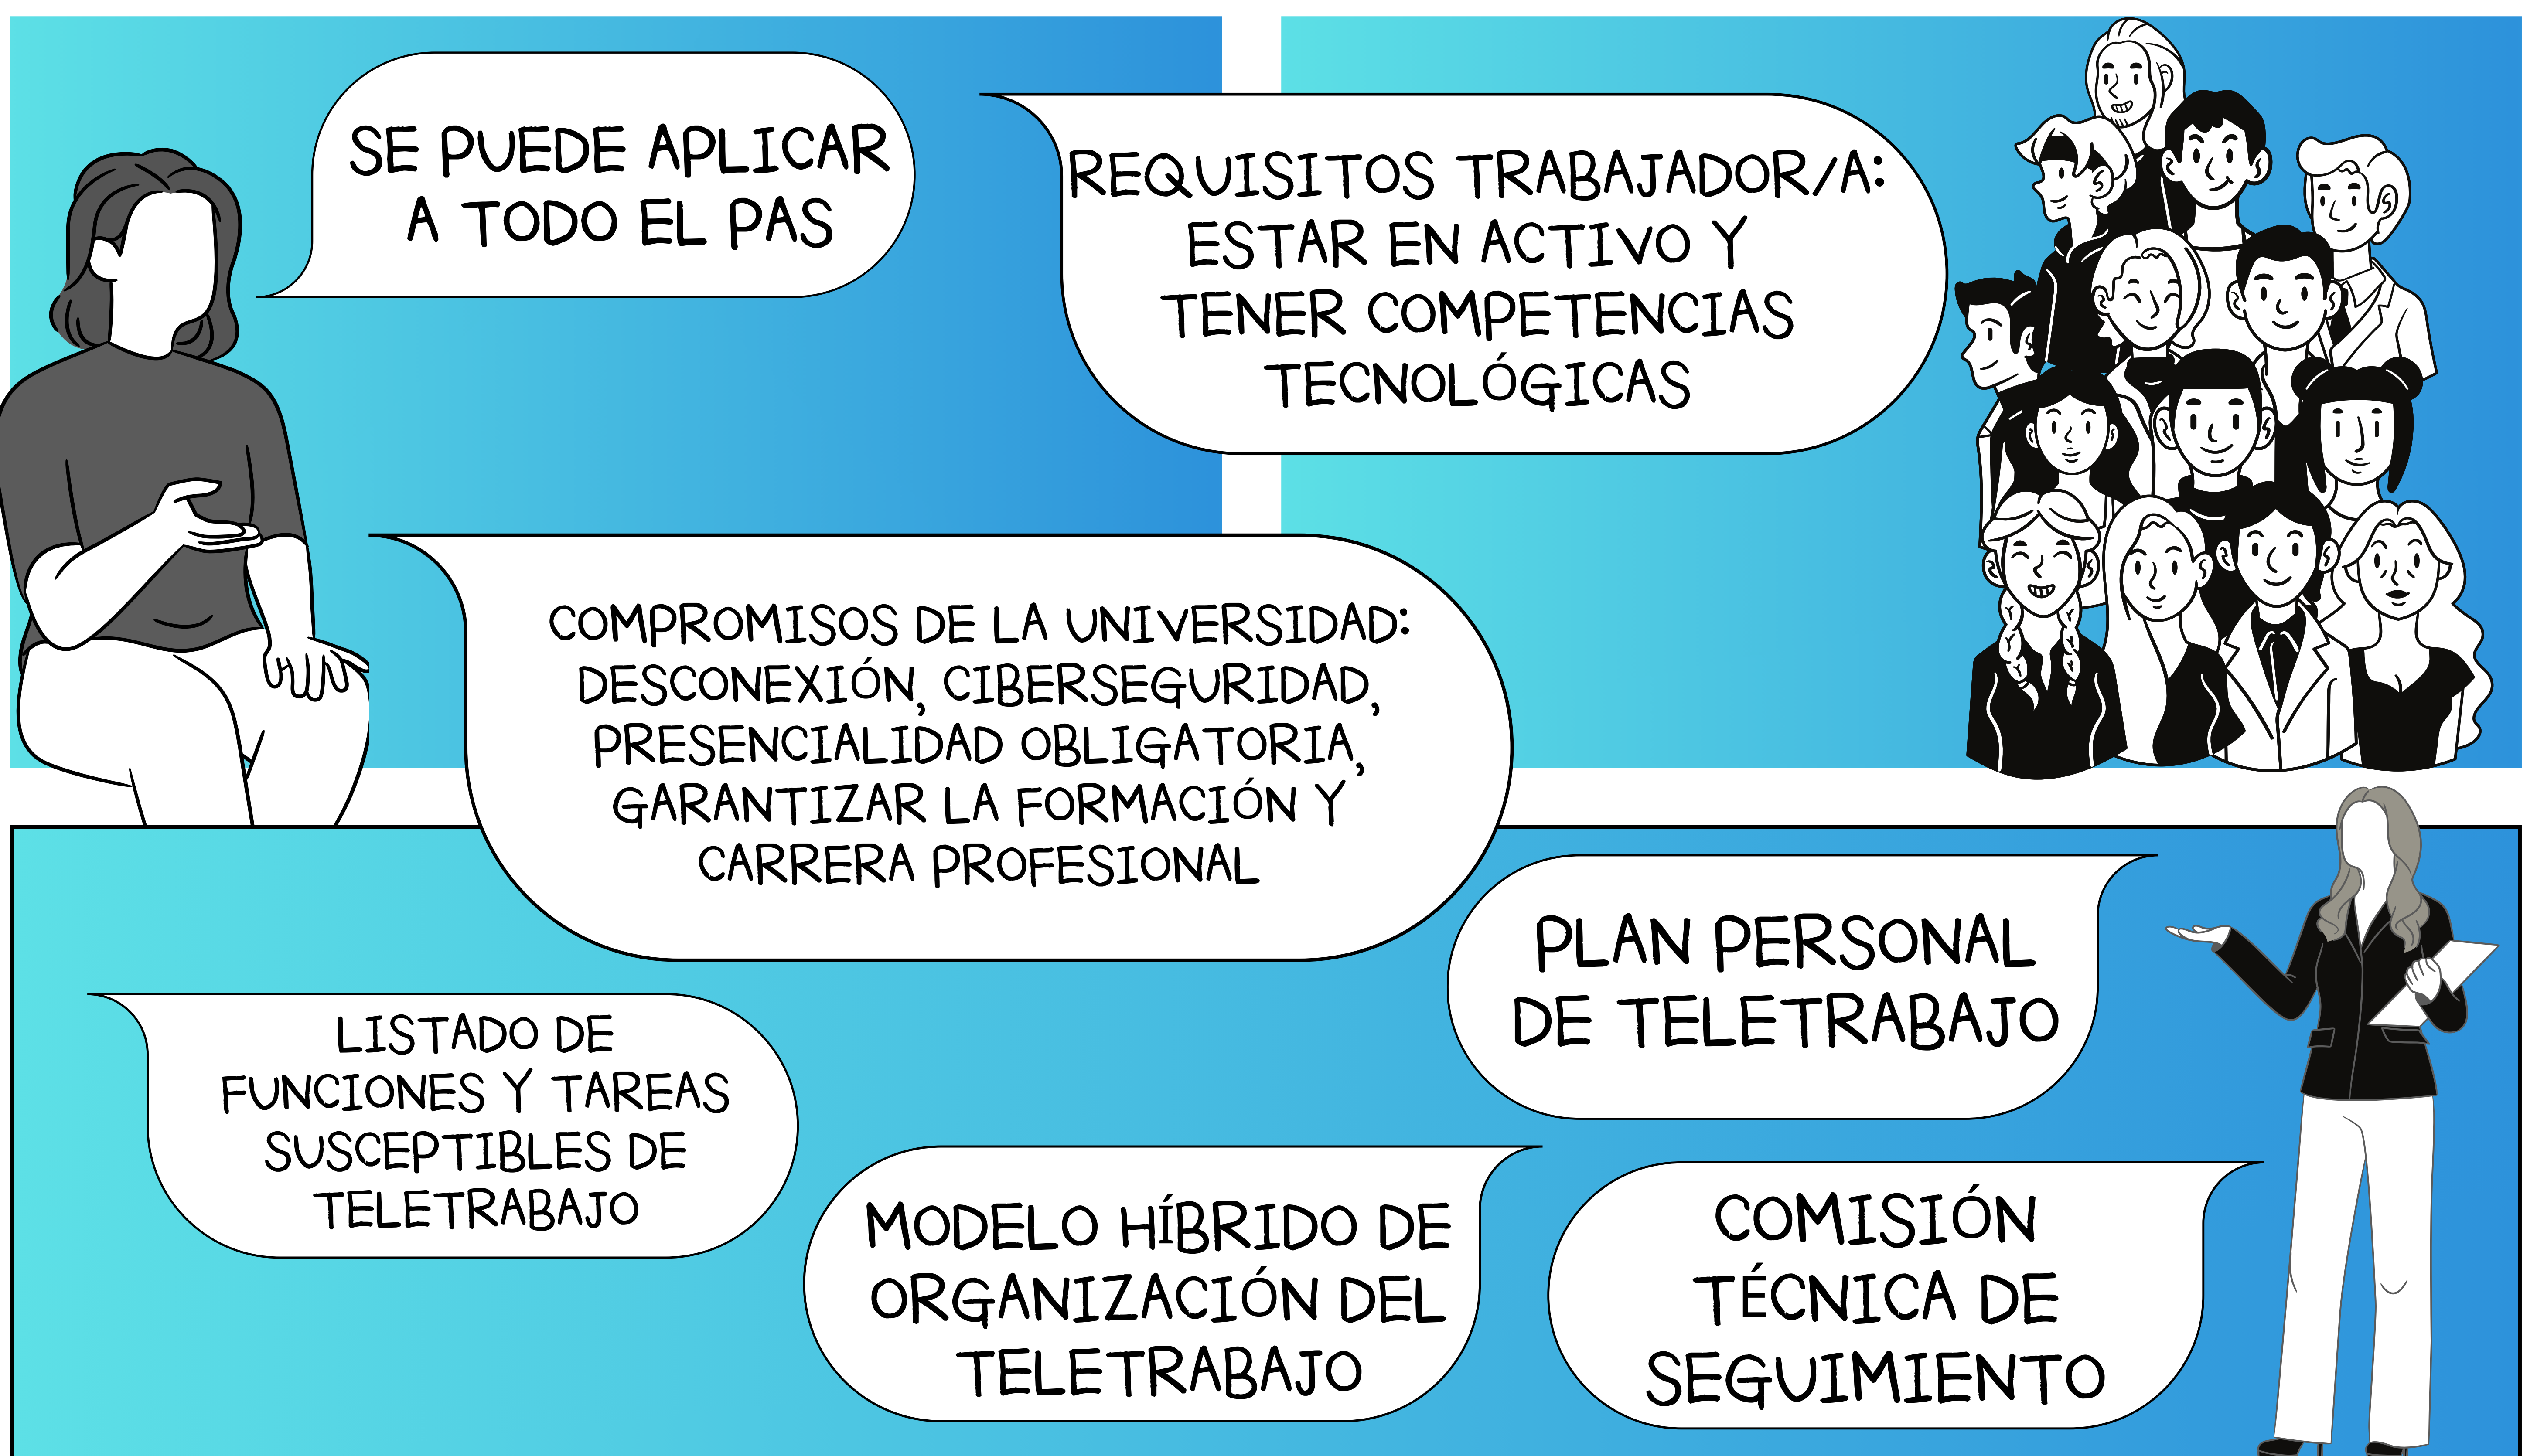 SE PUEDE APLICAR
A TODO EL PAS
REQUISITOS TRABAJADOR/A:
ESTAR EN ACTIVO Y
TENER COMPETENCIAS
TECNOLÓGICAS
COMPROMISOS DE LA UNIVERSIDAD:
DESCONEXIÓN, CIBERSEGURIDAD,
PRESENCIALIDAD OBLIGATORIA,
GARANTIZAR LA FORMACIÓN Y
CARRERA PROFESIONAL
PLAN PERSONAL
DE TELETRABAJO
LISTADO DE
FUNCIONES Y TAREAS
SUSCEPTIBLES DE
TELETRABAJO
MODELO HÍBRIDO DE
ORGANIZACIÓN DEL
TELETRABAJO
COMISIÓN
TÉCNICA DE
SEGUIMIENTO